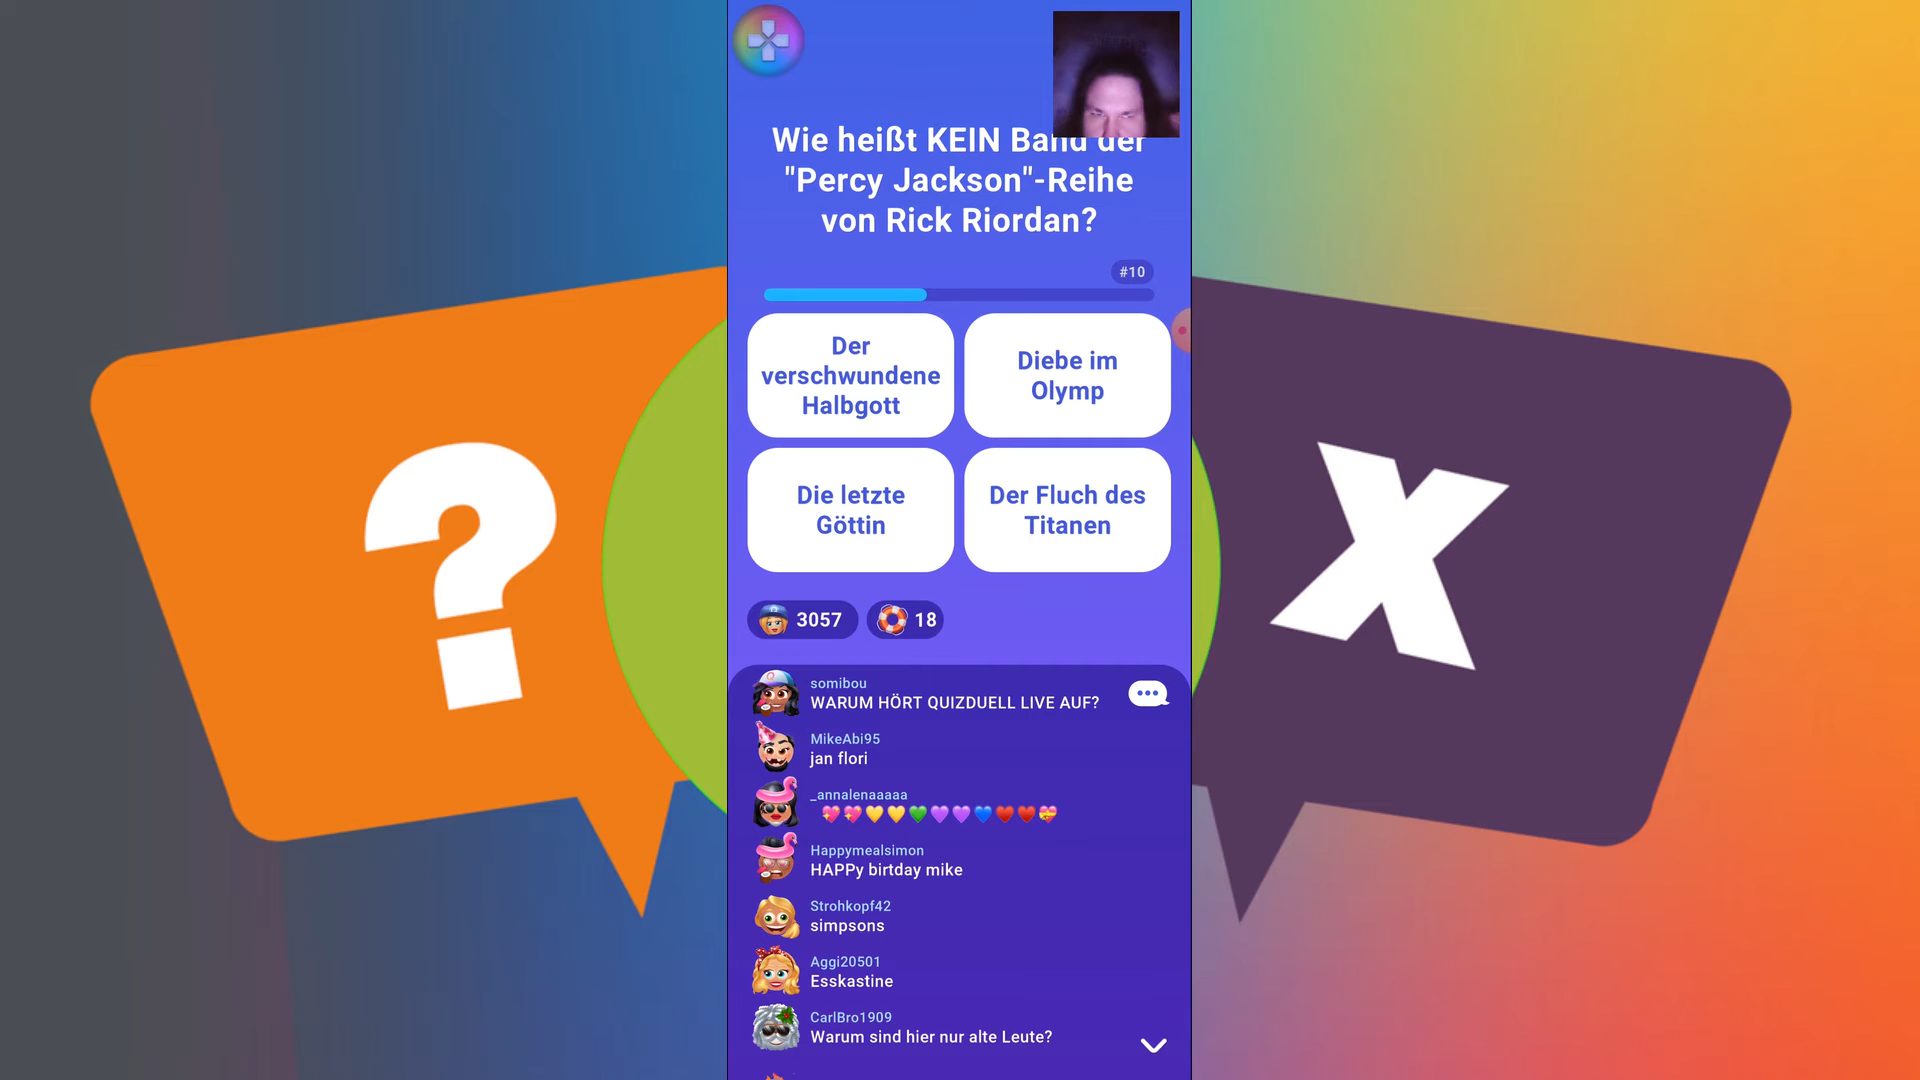 Wie heißt KEIN Band der
"Percy Jackson"-Reihe
von Rick Riordan?
#10
Der
verschwundene
Halbgott
Diebe im
Olymp
Die letzte
Göttin
Der Fluch des
Titanen
3057
18
somibou
WARUM HÖRT QUIZDUELL LIVE AUF?
MikeAbi95
jan flori
_annalenaaaaa
💖💖💛💛💚💜💜💙❤️❤️💝
Happymealsimon
HAPPy birtday mike
Strohkopf42
simpsons
Aggi20501
Esskastine
CarlBro1909
Warum sind hier nur alte Leute?
?
X